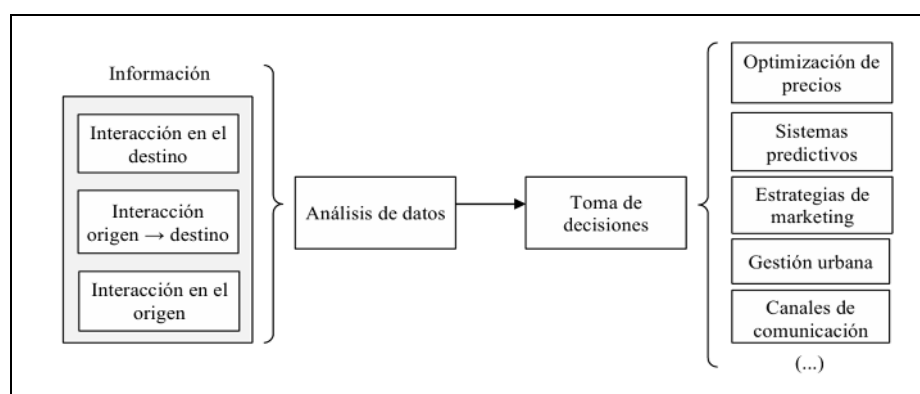 Información
Interacción en el
destino
Interacción
origen → destino
Interacción en el
origen
Análisis de datos
Toma de
decisiones
Optimización de
precios
Sistemas
predictivos
Estrategias de
marketing
Gestión urbana
Canales de
comunicación
(...)